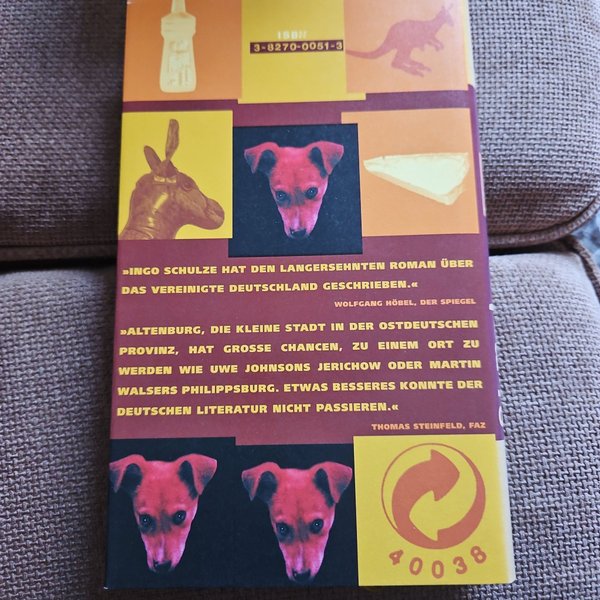 ISBN
3-8270-0051-3
»INGO SCHULZE HAT DEN LANGERSEHNTEN ROMAN ÜBER
DAS VEREINIGTE DEUTSCHLAND GESCHRIEBEN.«
WOLFGANG HÖBEL, DER SPIEGEL
»ALTENBURG, DIE KLEINE STADT IN DER OSTDEUTSCHEN
PROVINZ, HAT GROSSE CHANCEN, ZU EINEM ORT ZU
WERDEN WIE UWE JOHNSONS JERICHOW ODER MARTIN
WALSERS PHILIPPSBURG. ETWAS BESSERES KONNTE DER
DEUTSCHEN LITERATUR NICHT PASSIEREN.«
THOMAS STEINFELD, FAZ
40038